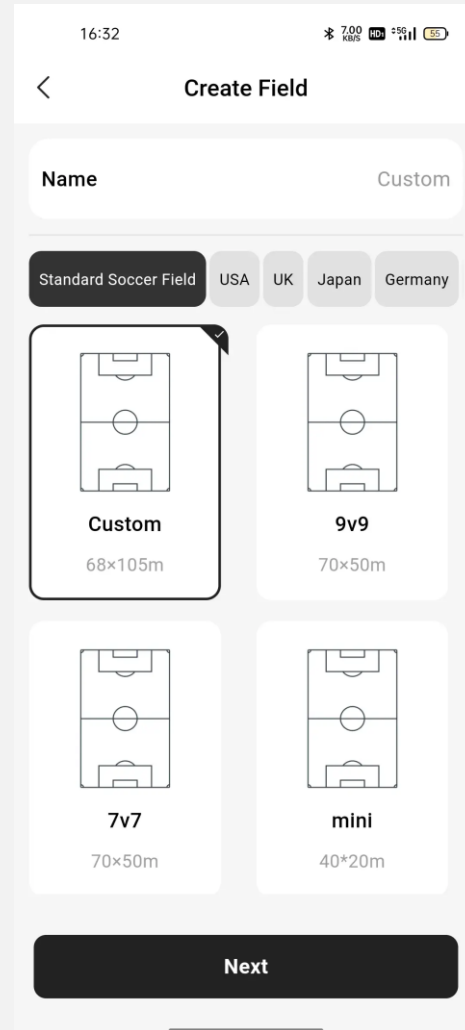 16:32 7.00 KB/S HD1 5G 55
Create Field
Name Custom
Standard Soccer Field USA UK Japan Germany
Custom 9v9
68×105m 70×50m
7v7 mini
70×50m 40*20m
Next